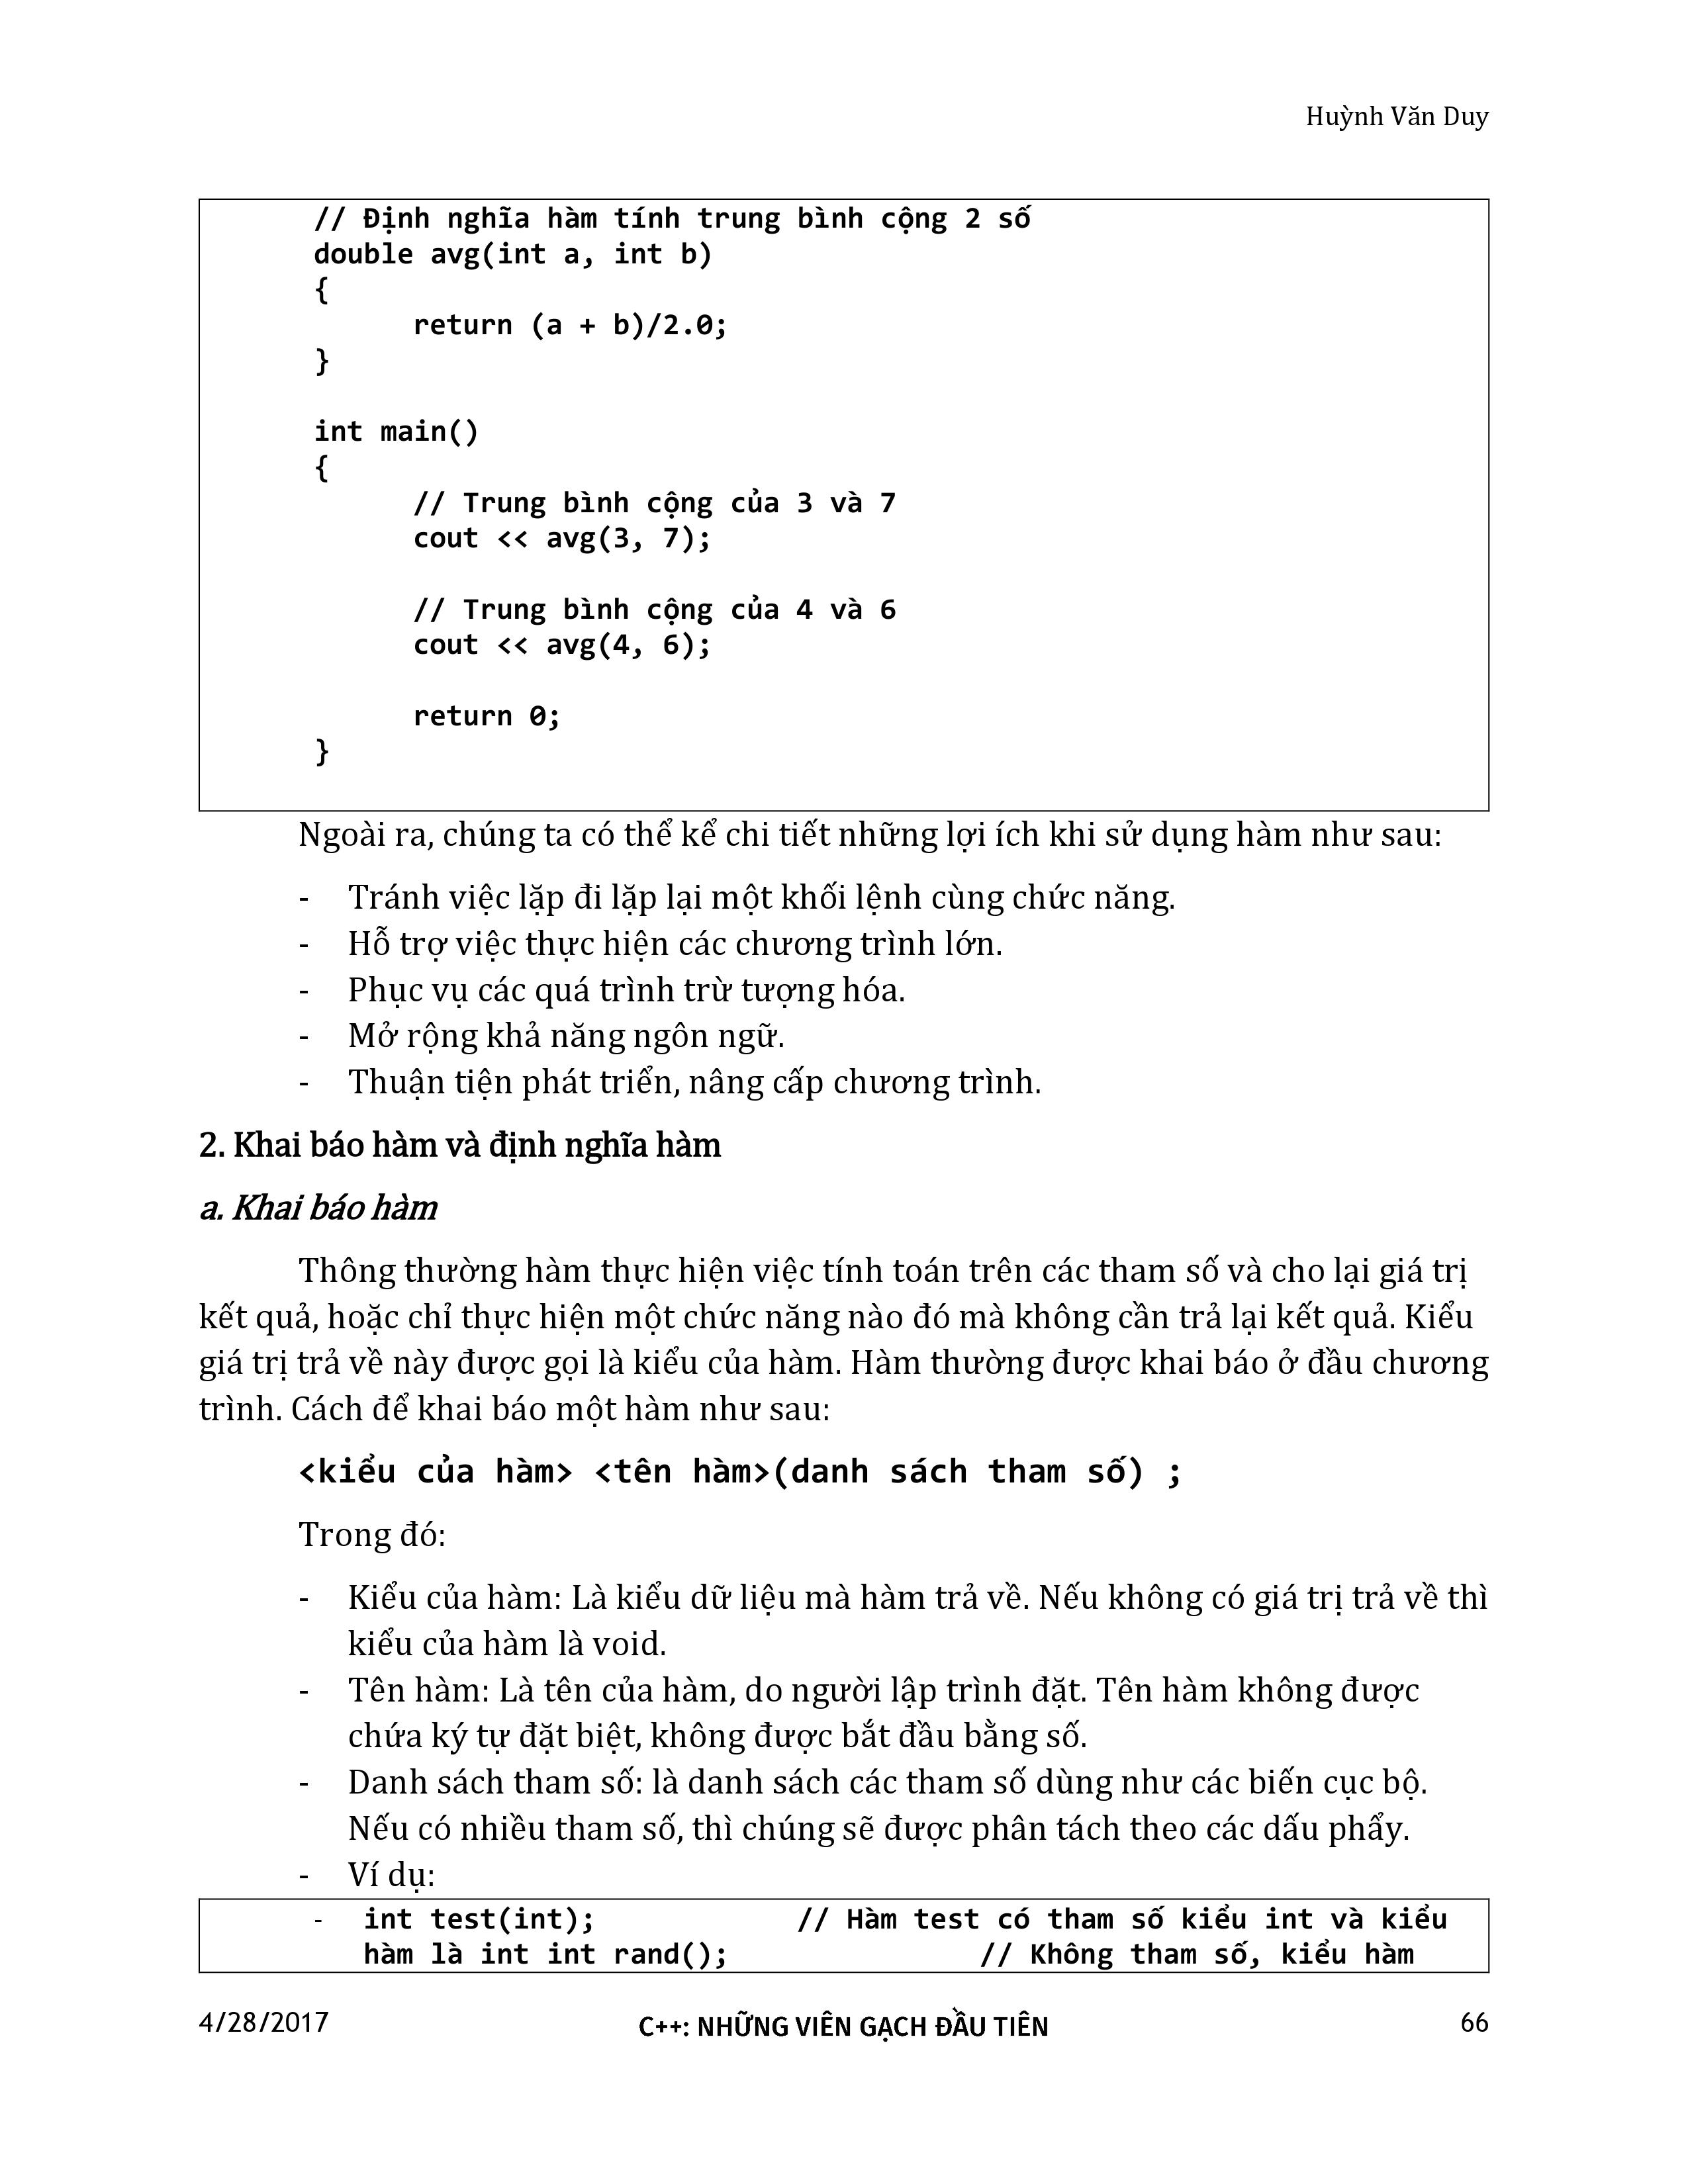 Huỳnh Văn Duy
// Định nghĩa hàm tính trung bình cộng 2 số
double avg(int a, int b)
{
return (a + b)/2.0;
}
int main()
{
// Trung bình cộng của 3 và 7
cout << avg(3, 7);
// Trung bình cộng của 4 và 6
cout << avg(4, 6);
return 0;
}
Ngoài ra, chúng ta có thể kể chi tiết những lợi ích khi sử dụng hàm như sau:
- Tránh việc lặp đi lặp lại một khối lệnh cùng chức năng.
- Hỗ trợ việc thực hiện các chương trình lớn.
- Phục vụ các quá trình trừ tượng hóa.
- Mở rộng khả năng ngôn ngữ.
- Thuận tiện phát triển, nâng cấp chương trình.
2. Khai báo hàm và định nghĩa hàm
a. Khai báo hàm
Thông thường hàm thực hiện việc tính toán trên các tham số và cho lại giá trị
kết quả, hoặc chỉ thực hiện một chức năng nào đó mà không cần trả lại kết quả. Kiểu
giá trị trả về này được gọi là kiểu của hàm. Hàm thường được khai báo ở đầu chương
trình. Cách để khai báo một hàm như sau:
<kiểu của hàm> <tên hàm>(danh sách tham số) ;
Trong đó:
- Kiểu của hàm: Là kiểu dữ liệu mà hàm trả về. Nếu không có giá trị trả về thì
kiểu của hàm là void.
- Tên hàm: Là tên của hàm, do người lập trình đặt. Tên hàm không được
chứa ký tự đặt biệt, không được bắt đầu bằng số.
- Danh sách tham số: là danh sách các tham số dùng như các biến cục bộ.
Nếu có nhiều tham số, thì chúng sẽ được phân tách theo các dấu phẩy.
- Ví dụ:
- int test(int); // Hàm test có tham số kiểu int và kiểu
hàm là int int rand(); // Không tham số, kiểu hàm
4/28/2017 C++: NHỮNG VIÊN GẠCH ĐẦU TIÊN 66